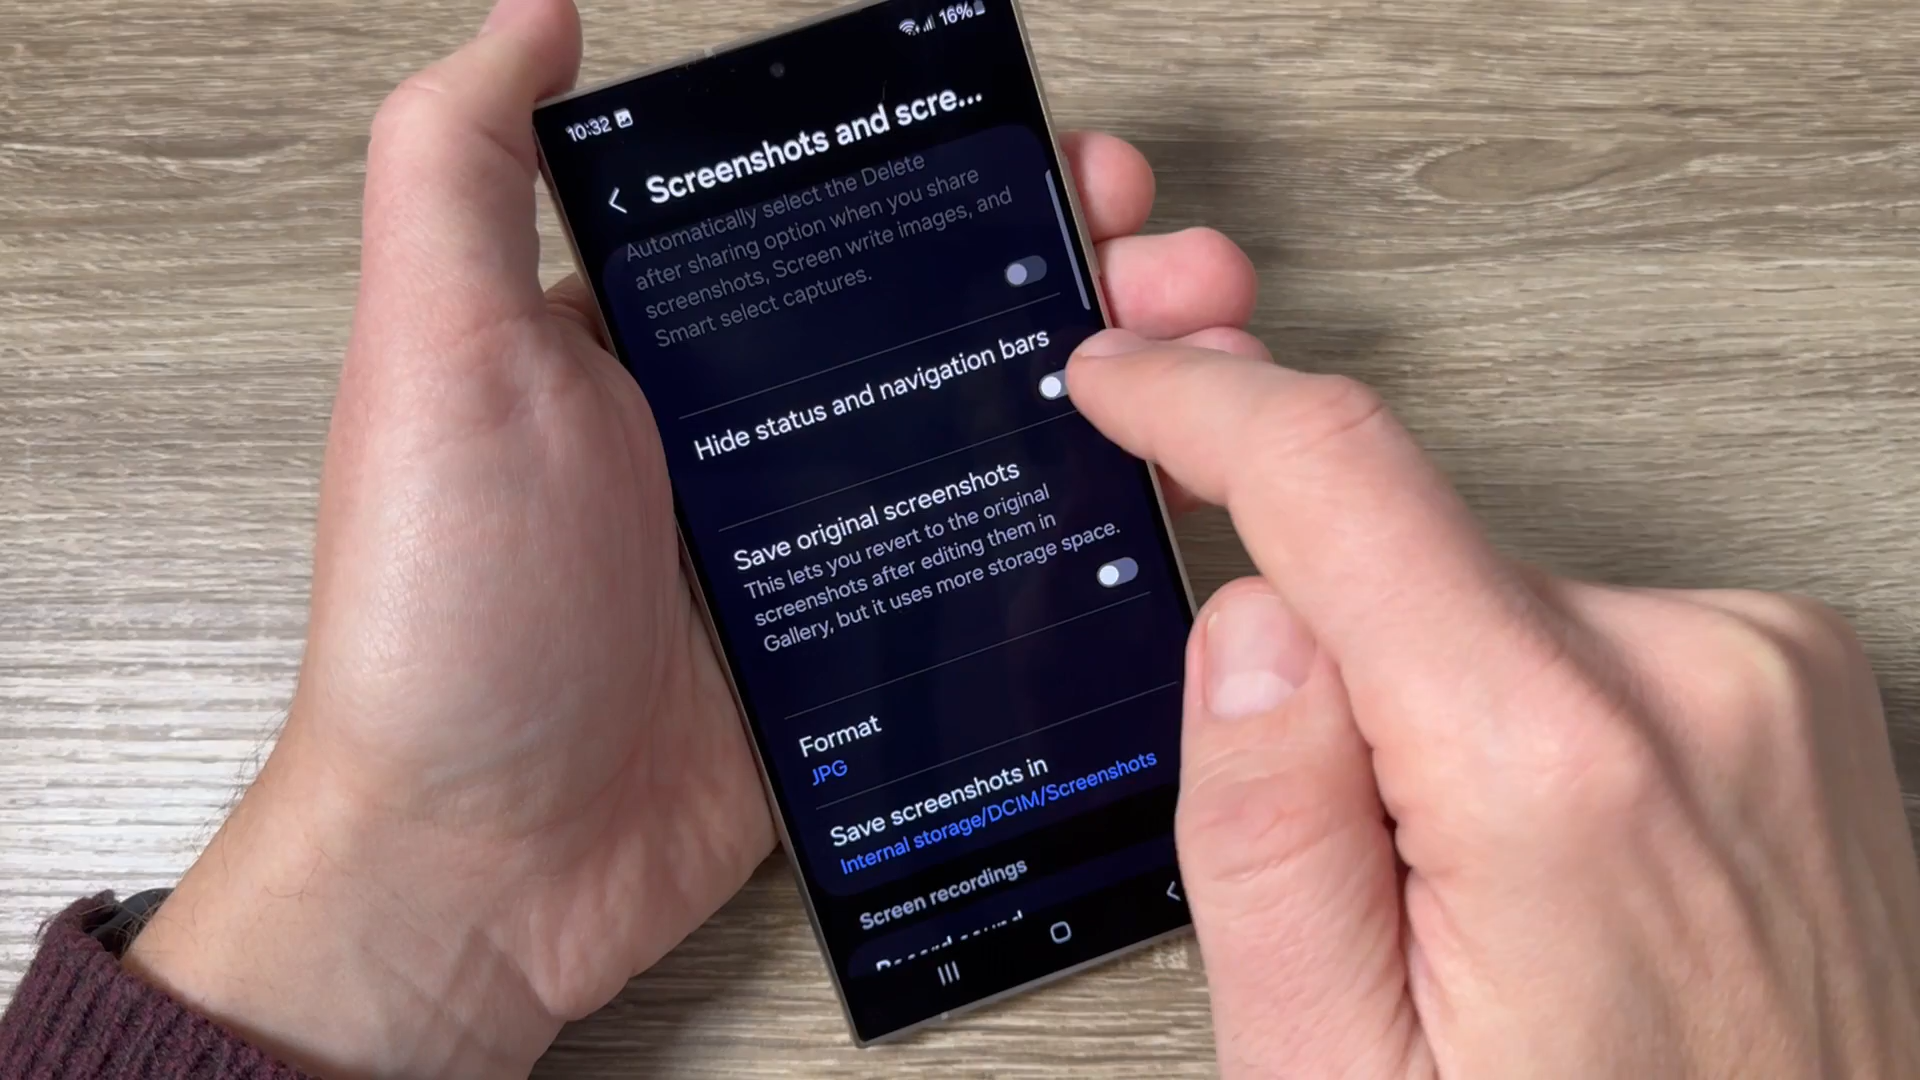 16%
10:32
Screenshots and scre...
Automatically select the Delete
after sharing option when you share
screenshots, Screen write images, and
Smart select captures.
Hide status and navigation bars
Save original screenshots
This lets you revert to the original
screenshots after editing them in
Gallery, but it uses more storage space.
Format
JPG
Save screenshots in
Internal storage/DCIM/Screenshots
Screen recordings